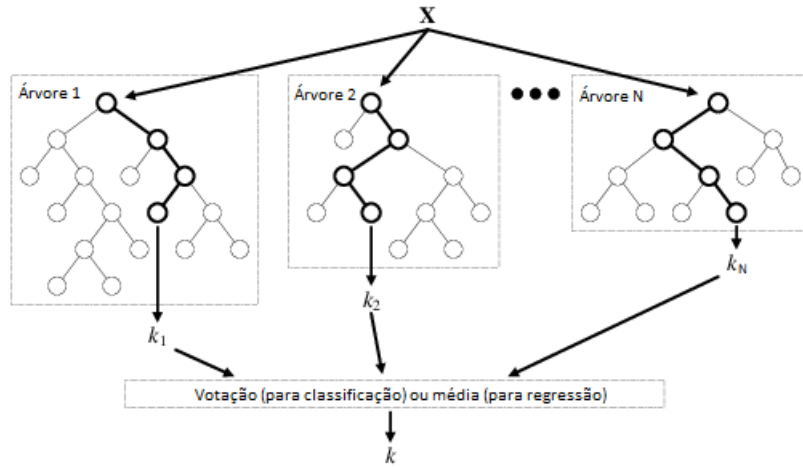 X
Árvore 1
Árvore 2
Árvore N
k1
k2
kN
Votação (para classificação) ou média (para regressão)
k